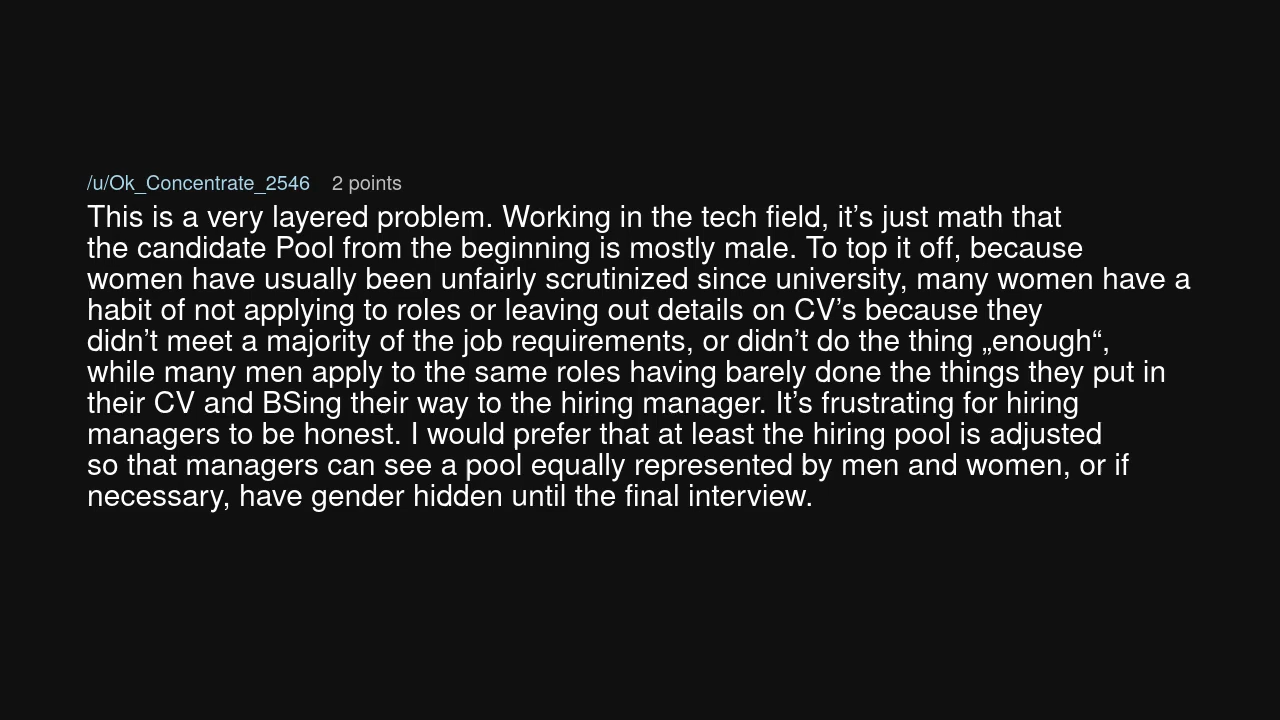 /u/Ok_Concentrate_2546 2 points
This is a very layered problem. Working in the tech field, it’s just math that
the candidate Pool from the beginning is mostly male. To top it off, because
women have usually been unfairly scrutinized since university, many women have a
habit of not applying to roles or leaving out details on CV’s because they
didn’t meet a majority of the job requirements, or didn’t do the thing „enough“,
while many men apply to the same roles having barely done the things they put in
their CV and BSing their way to the hiring manager. It’s frustrating for hiring
managers to be honest. I would prefer that at least the hiring pool is adjusted
so that managers can see a pool equally represented by men and women, or if
necessary, have gender hidden until the final interview.